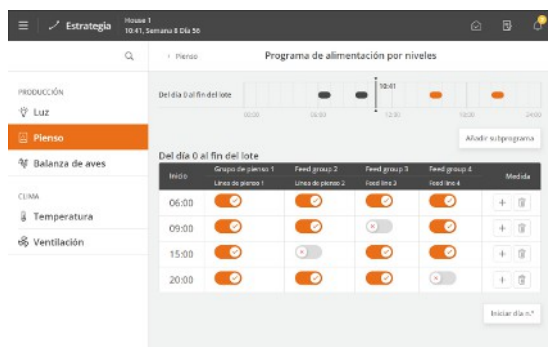 Estrategia
House 1
10:41, Semana 8 Día 56
Pienso
Programa de alimentación por niveles
PRODUCCIÓN
Luz
Pienso
Balanza de aves
CLIMA
Temperatura
Ventilación
Del día 0 al fin del lote
10:41
00:00 06:00 12:00 18:00 24:00
Añadir subprograma
Del día 0 al fin del lote
Inicio Grupo de pienso 1 Feed group 2 Feed group 3 Feed group 4 Medida
Línea de pienso 1 Línea de pienso 2 Feed line 3 Feed line 4
06:00
09:00
15:00
20:00
Iniciar día n.º